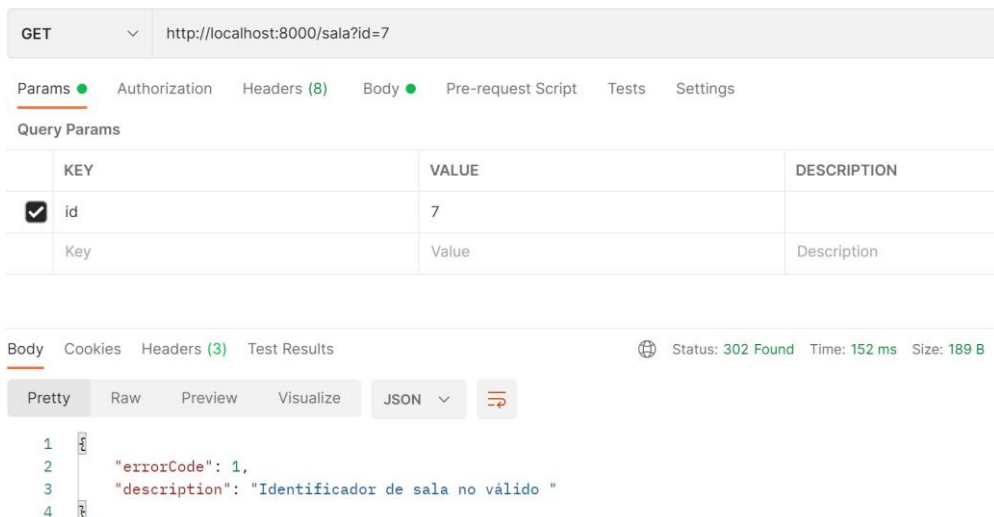 GET http://localhost:8000/sala?id=7
Params Authorization Headers (8) Body Pre-request Script Tests Settings
Query Params
KEY VALUE DESCRIPTION
id 7
Key Value Description
Body Cookies Headers (3) Test Results Status: 302 Found Time: 152 ms Size: 189 B
Pretty Raw Preview Visualize JSON
1 {
2 "errorCode": 1,
3 "description": "Identificador de sala no válido "
4 }